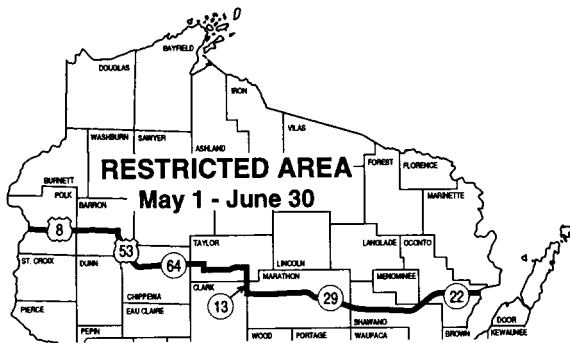 BAYFIELD
DOUGLAS
IRON
VILAS
WASHBURN SAWYER
ASHLAND
FOREST FLORENCE
RESTRICTED AREA
BURNETT
MARINETTE
POLK
May 1 - June 30
BARRON
8
53
TAYLOR
LANGLADE OCONTO
ST. CROIX
DUNN
64
LINCOLN
MARATHON
MENOMINEE
CLARK
CHIPPEWA
29
22
13
PIERCE
EAU CLAIRE
SHAWANO
DOOR
PEPIN
WOOD PORTAGE WAUPACA
BROWN
KEWAUNEE